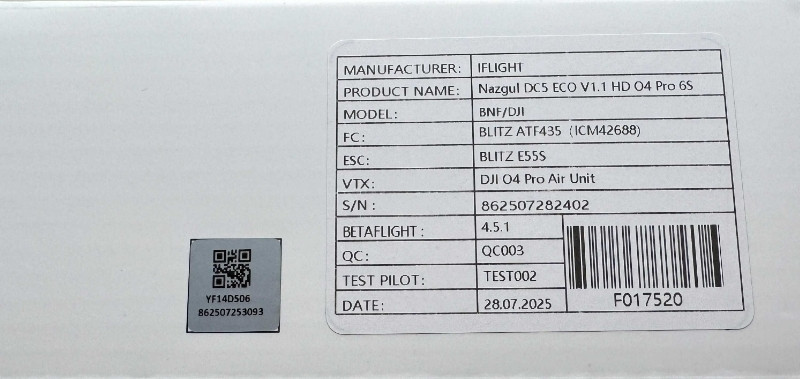 MANUFACTURER: IFLIGHT
PRODUCT NAME: Nazgul DC5 ECO V1.1 HD O4 Pro 6S
MODEL: BNF/DJI
FC: BLITZ ATF435 (ICM42688)
ESC: BLITZ E55S
VTX: DJI O4 Pro Air Unit
S/N : 862507282402
BETAFLIGHT : 4.5.1
QC: QC003
TEST PILOT: TEST002
DATE: 28.07.2025
F017520
YF14D506
862507253093